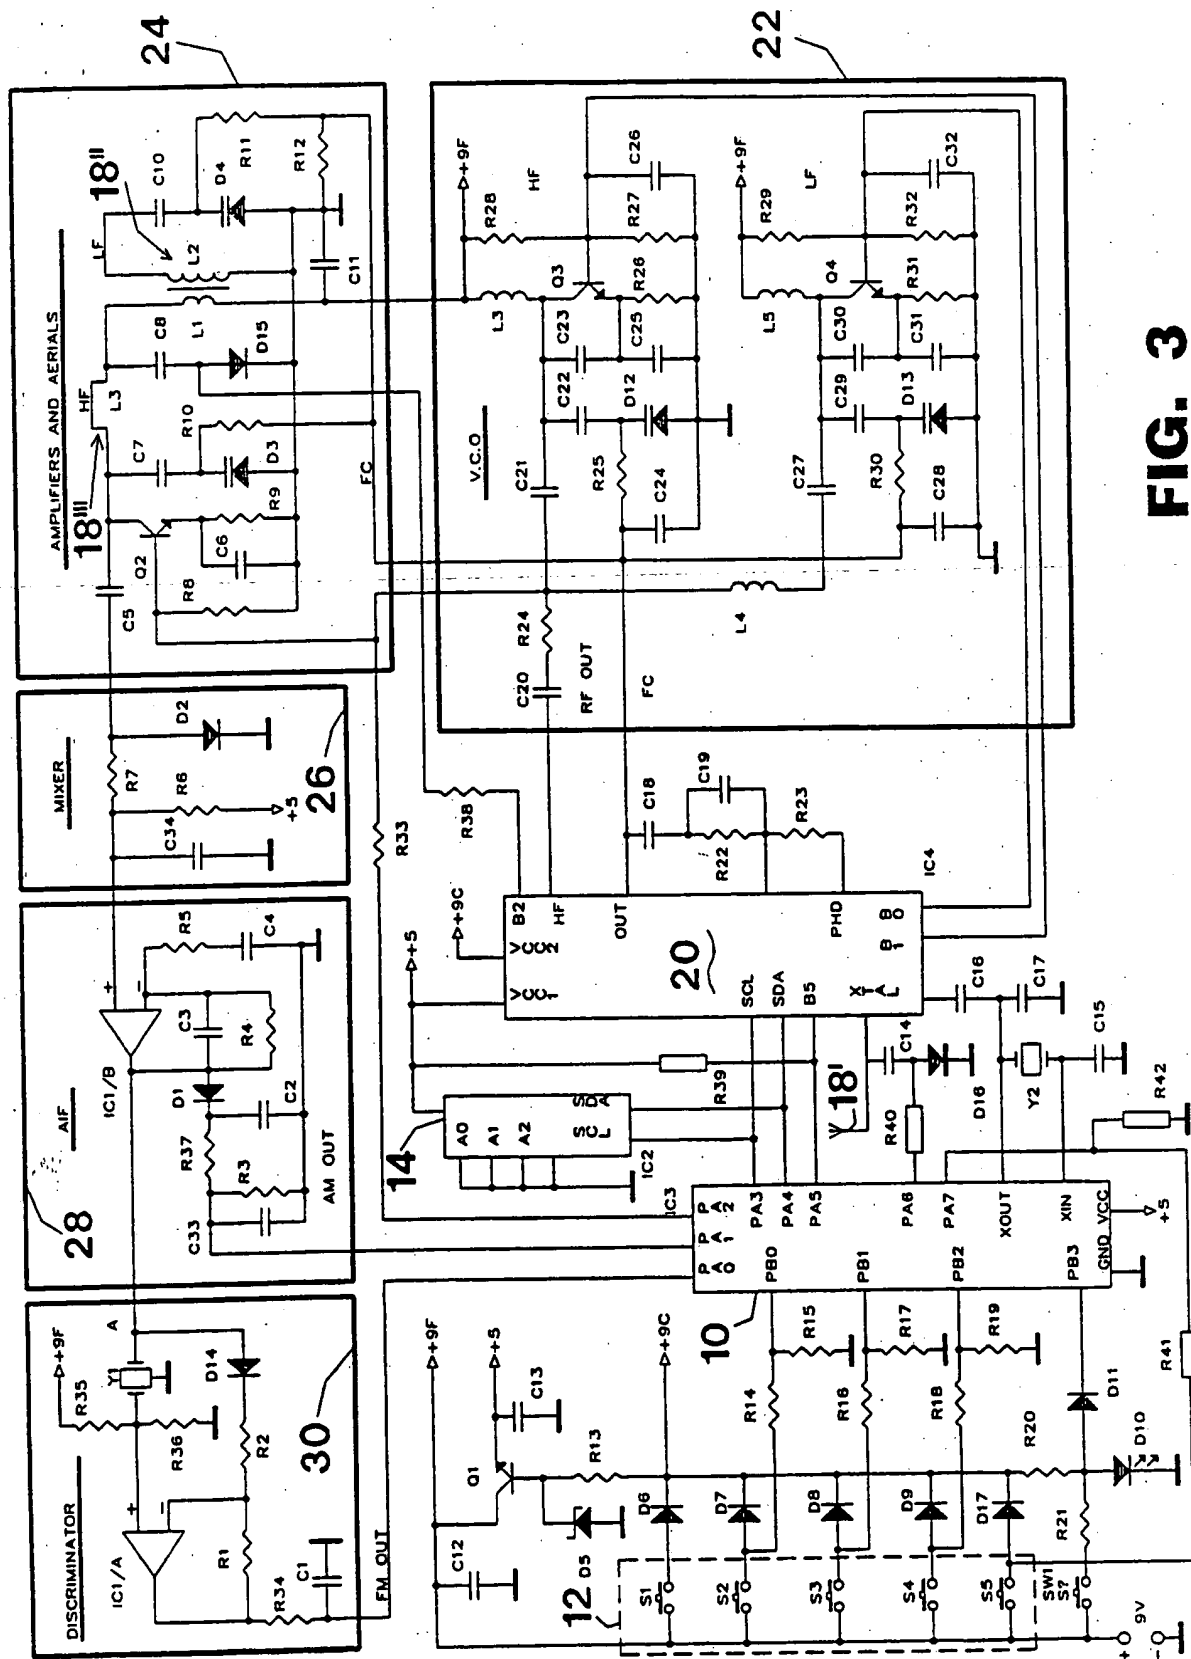 DISCRIMINATOR
R35
+9F
Y1
A
R36
D14
R2
IC1/A
+
−
R1
R34
C1
FM OUT
30
28
AIF
IC1/B
+
−
R5
C4
C3
R4
D1
C2
R37
R3
C33
AM OUT
MIXER
R7
D2
R6
+5
C34
26
24
AMPLIFIERS AND AERIALS
18'''
HF
L3
C5
Q2
R8
C6
R9
C7
R10
D3
FC
C8
D15
L1
LF
18''
L2
C10
D4
R11
R12
C11
R33
R38
22
V.C.O
HF
+9F
R28
L3
Q3
C26
R27
R26
C23
C25
C22
D12
C21
R25
C24
C20
R24
RF OUT
FC
LF
+9F
R29
L5
Q4
C32
R32
R31
C30
C31
C29
D13
C27
R30
C28
L4
C18
C19
R22
R23
IC4
20
VCC1
VCC2
B2
HF
OUT
PHD
B0
B1
XTAL
SCL
SDA
B5
+9C
+5
R39
14
A0
A1
A2
SDA
SCL
IC2
18'
C14
R40
D16
C16
C17
Y2
C15
R42
10
IC3
PA0
PA1
PA2
PA3
PA4
PA5
PA6
PA7
XOUT
XIN
VCC
GND
+5
PB0
PB1
PB2
PB3
R14
R15
R16
R17
R18
R19
R41
D11
D10
R20
R21
+9F
+5
+9C
C12
C13
Q1
R13
D5
D6
D7
D8
D9
D17
12
S1
S2
S3
S4
S5
SW1
S?
+
9V
−
FIG. 3